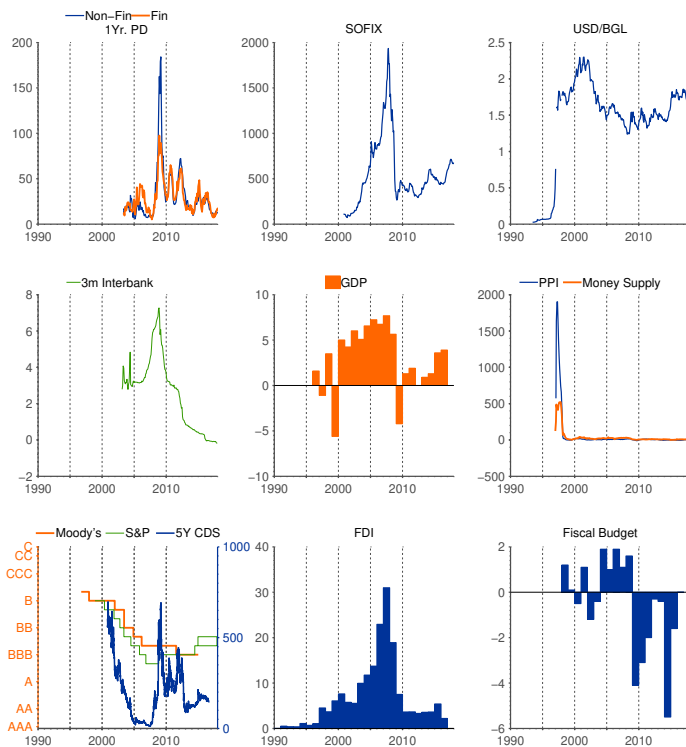 Non−Fin Fin
1Yr. PD
200
150
100
50
0
1990 2000 2010
SOFIX
2000
1500
1000
500
0
1990 2000 2010
USD/BGL
2.5
2
1.5
1
0.5
0
1990 2000 2010
3m Interbank
8
6
4
2
0
−2
1990 2000 2010
GDP
10
5
0
−5
−10
1990 2000 2010
PPI Money Supply
2000
1500
1000
500
0
−500
1990 2000 2010
Moody's S&P 5Y CDS
C
CC
CCC
B
BB
BBB
A
AA
AAA
1000
500
0
1990 2000 2010
FDI
40
30
20
10
0
1990 2000 2010
Fiscal Budget
2
0
−2
−4
−6
1990 2000 2010